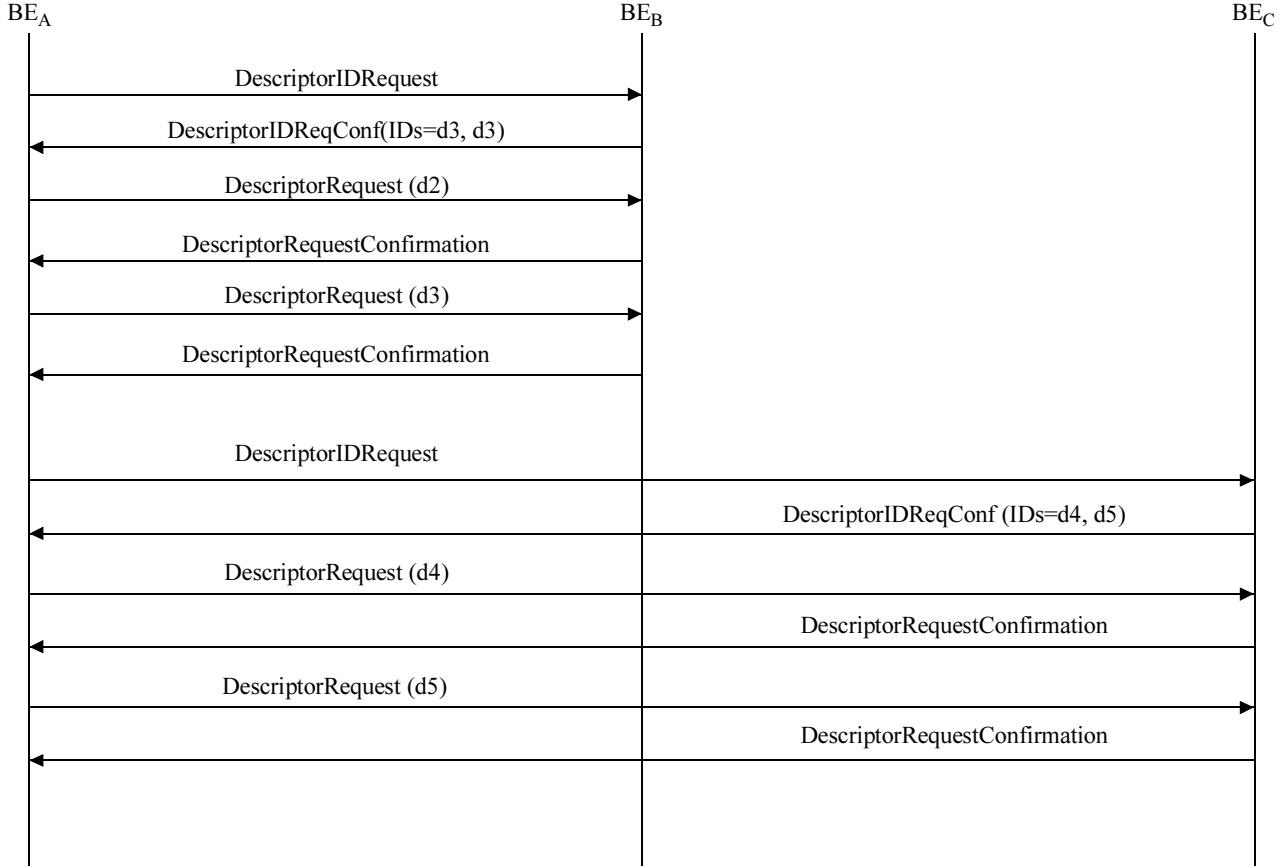 BEA BEB BEC
DescriptorIDRequest
DescriptorIDReqConf(IDs=d3, d3)
DescriptorRequest (d2)
DescriptorRequestConfirmation
DescriptorRequest (d3)
DescriptorRequestConfirmation
DescriptorIDRequest
DescriptorIDReqConf (IDs=d4, d5)
DescriptorRequest (d4)
DescriptorRequestConfirmation
DescriptorRequest (d5)
DescriptorRequestConfirmation